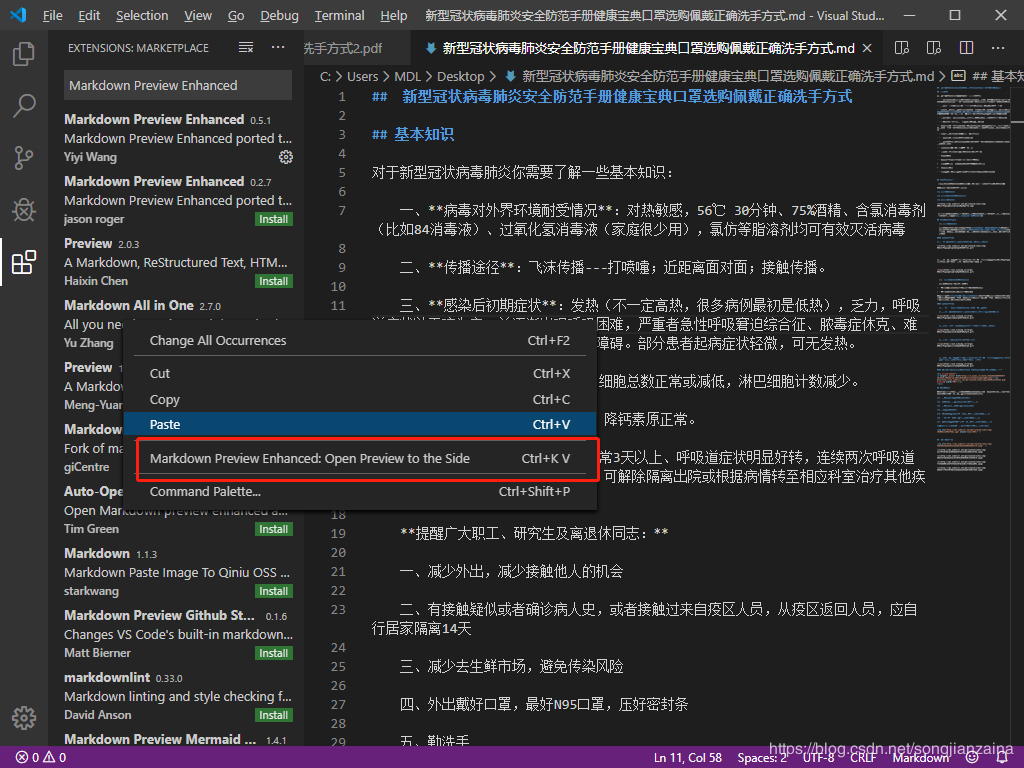 File Edit Selection View Go Debug Terminal Help 新型冠状病毒肺炎安全防范手册健康宝典口罩选购佩戴正确洗手方式.md - Visual Stud...
EXTENSIONS: MARKETPLACE
洗手方式2.pdf
新型冠状病毒肺炎安全防范手册健康宝典口罩选购佩戴正确洗手方式.md
C: > Users > MDL > Desktop > 新型冠状病毒肺炎安全防范手册健康宝典口罩选购佩戴正确洗手方式.md > abc ## 基本知
Markdown Preview Enhanced
Markdown Preview Enhanced 0.5.1
Markdown Preview Enhanced ported t...
Yiyi Wang
Markdown Preview Enhanced 0.2.7
Markdown Preview Enhanced ported t...
jason roger Install
Preview 2.0.3
A Markdown, ReStructured Text, HTM...
Haixin Chen Install
Markdown All in One 2.7.0
All you nee
Yu Zhang
Preview
A Markdo
Meng-Yuan
Markdow
Fork of ma
giCentre
Auto-Ope
Open Markdown preview enhanced a...
Tim Green Install
Markdown 1.1.3
Markdown Paste Image To Qiniu OSS ...
starkwang Install
Markdown Preview Github St... 0.1.6
Changes VS Code's built-in markdown...
Matt Bierner Install
markdownlint 0.33.0
Markdown linting and style checking f...
David Anson Install
Markdown Preview Mermaid ... 1.4.1
1 ## 新型冠状病毒肺炎安全防范手册健康宝典口罩选购佩戴正确洗手方式
2
3 ## 基本知识
4
5 对于新型冠状病毒肺炎你需要了解一些基本知识：
6
7 一、**病毒对外界环境耐受情况**：对热敏感，56℃ 30分钟、75%酒精、含氯消毒剂
（比如84消毒液）、过氧化氢消毒液（家庭很少用），氯仿等脂溶剂均可有效灭活病毒
8
9 二、**传播途径**：飞沫传播---打喷嚏；近距离面对面；接触传播。
10
11 三、**感染后初期症状**：发热（不一定高热，很多病例最初是低热），乏力，呼吸
困难，严重者急性呼吸窘迫综合征、脓毒症休克、难
障碍。部分患者起病症状轻微，可无发热。
细胞总数正常或减低，淋巴细胞计数减少。
降钙素原正常。
常3天以上、呼吸道症状明显好转，连续两次呼吸道
可解除隔离出院或根据病情转至相应科室治疗其他疾
Change All Occurrences Ctrl+F2
Cut Ctrl+X
Copy Ctrl+C
Paste Ctrl+V
Markdown Preview Enhanced: Open Preview to the Side Ctrl+K V
Command Palette... Ctrl+Shift+P
18
19 **提醒广大职工、研究生及离退休同志：**
20
21 一、减少外出，减少接触他人的机会
22
23 二、有接触疑似或者确诊病人史，或者接触过来自疫区人员，从疫区返回人员，应自
行居家隔离14天
24
25 三、减少去生鲜市场，避免传染风险
26
27 四、外出戴好口罩，最好N95口罩，压好密封条
28
29 五、勤洗手
0 0 Ln 11, Col 58 Spaces: 2 UTF-8 CRLF Markdown
https://blog.csdn.net/songjianzaina